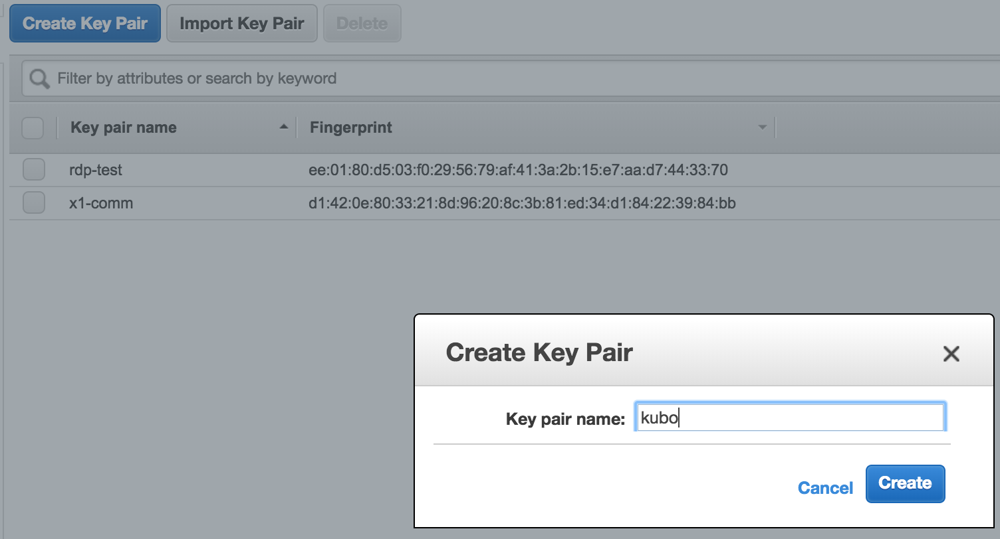 Create Key Pair Import Key Pair Delete
Filter by attributes or search by keyword
Key pair name Fingerprint
rdp-test ee:01:80:d5:03:f0:29:56:79:af:41:3a:2b:15:e7:aa:d7:44:33:70
x1-comm d1:42:0e:80:33:21:8d:96:20:8c:3b:81:ed:34:d1:84:22:39:84:bb
Create Key Pair
Key pair name: kubo
Cancel Create